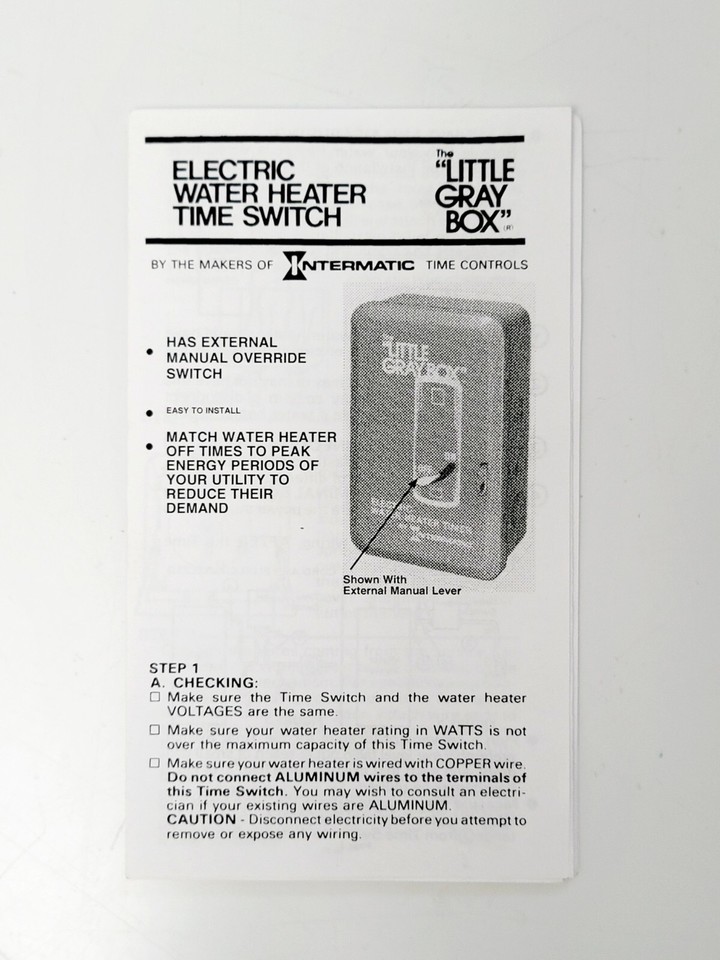 ELECTRIC
WATER HEATER
TIME SWITCH
The
“LITTLE
GRAY
BOX”
(R)
BY THE MAKERS OF INTERMATIC TIME CONTROLS
• HAS EXTERNAL
MANUAL OVERRIDE
SWITCH
• EASY TO INSTALL
• MATCH WATER HEATER
OFF TIMES TO PEAK
ENERGY PERIODS OF
YOUR UTILITY TO
REDUCE THEIR
DEMAND
The
“LITTLE
GRAY BOX”
ELECTRIC
WATER HEATER TIMER
INTERMATIC
Shown With
External Manual Lever
STEP 1
A. CHECKING:
☐ Make sure the Time Switch and the water heater
VOLTAGES are the same.
☐ Make sure your water heater rating in WATTS is not
over the maximum capacity of this Time Switch.
☐ Make sure your water heater is wired with COPPER wire.
Do not connect ALUMINUM wires to the terminals of
this Time Switch. You may wish to consult an electri-
cian if your existing wires are ALUMINUM.
CAUTION - Disconnect electricity before you attempt to
remove or expose any wiring.